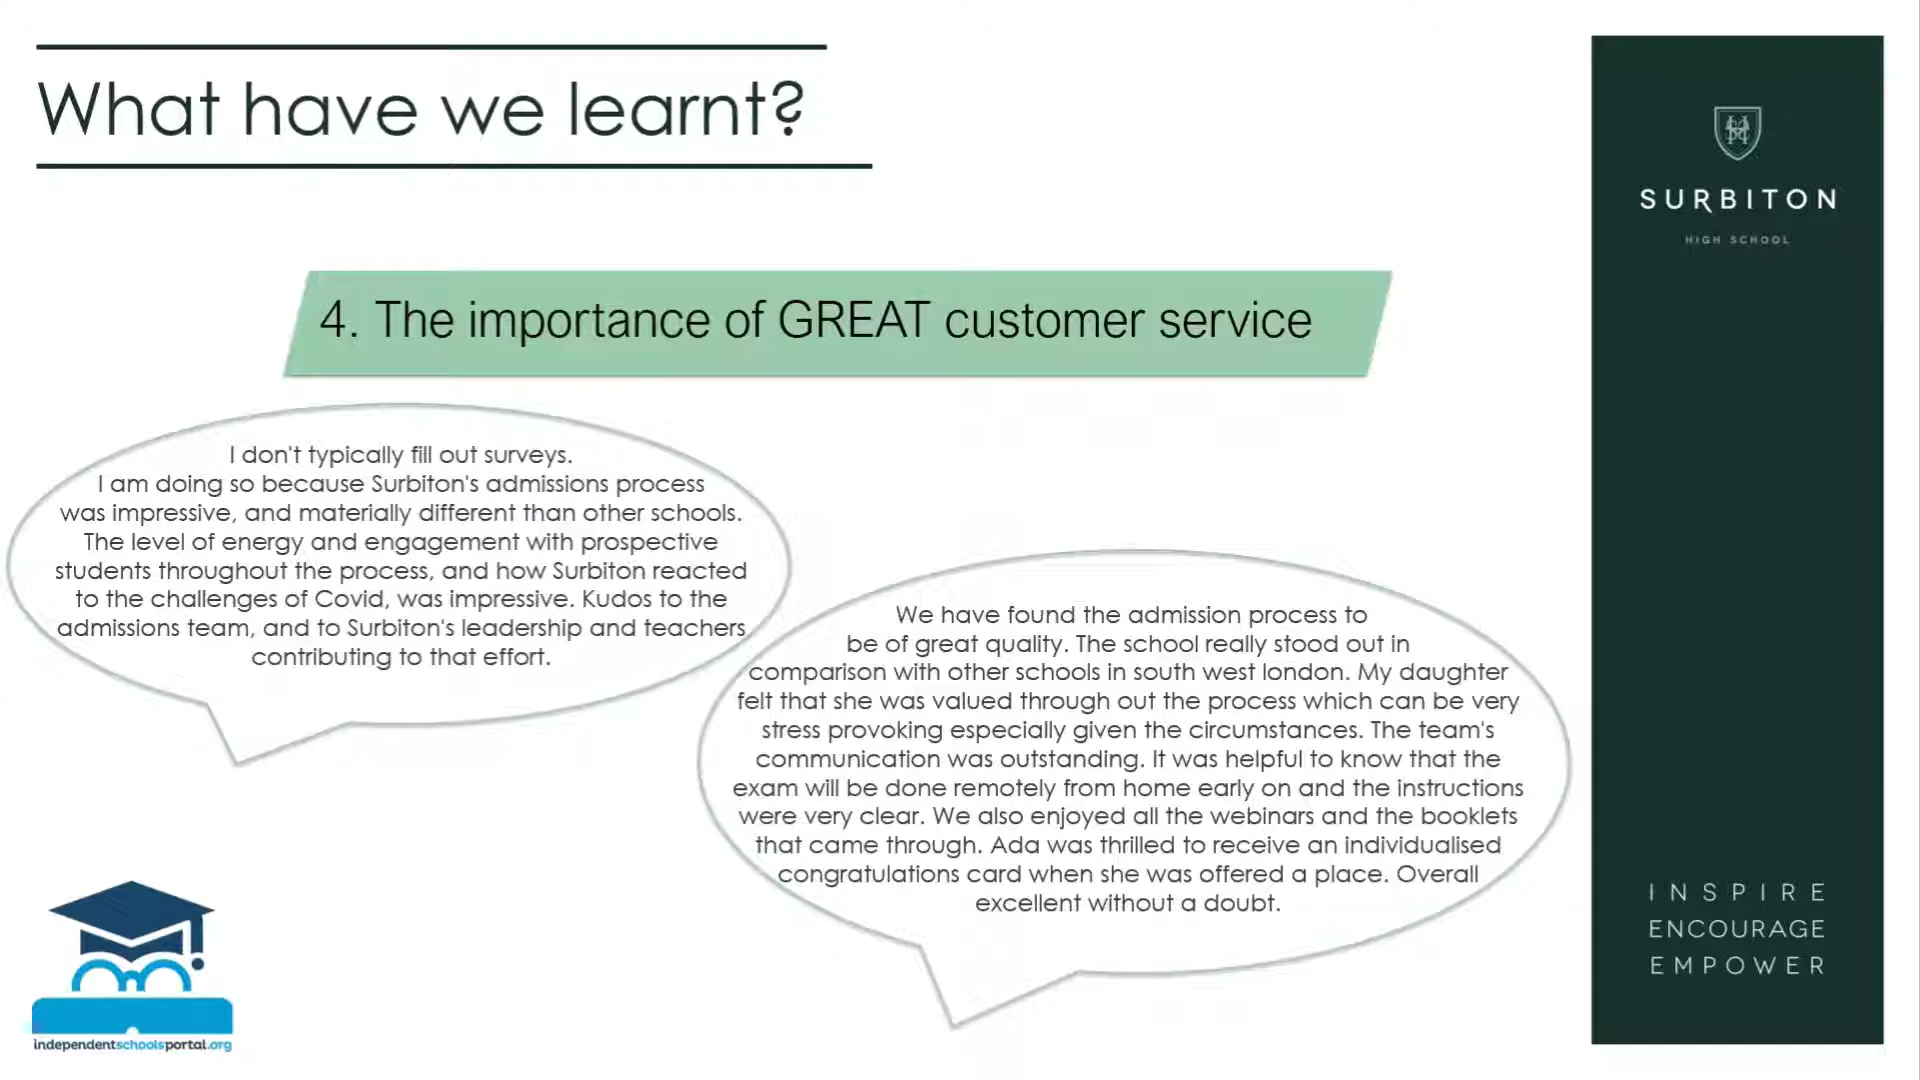 What have we learnt?
SURBITON
HIGH SCHOOL
4. The importance of GREAT customer service
I don't typically fill out surveys.
I am doing so because Surbiton's admissions process
was impressive, and materially different than other schools.
The level of energy and engagement with prospective
students throughout the process, and how Surbiton reacted
to the challenges of Covid, was impressive. Kudos to the
admissions team, and to Surbiton's leadership and teachers
contributing to that effort.
We have found the admission process to
be of great quality. The school really stood out in
comparison with other schools in south west london. My daughter
felt that she was valued through out the process which can be very
stress provoking especially given the circumstances. The team's
communication was outstanding. It was helpful to know that the
exam will be done remotely from home early on and the instructions
were very clear. We also enjoyed all the webinars and the booklets
that came through. Ada was thrilled to receive an individualised
congratulations card when she was offered a place. Overall
excellent without a doubt.
INSPIRE
ENCOURAGE
EMPOWER
independentschoolsportal.org